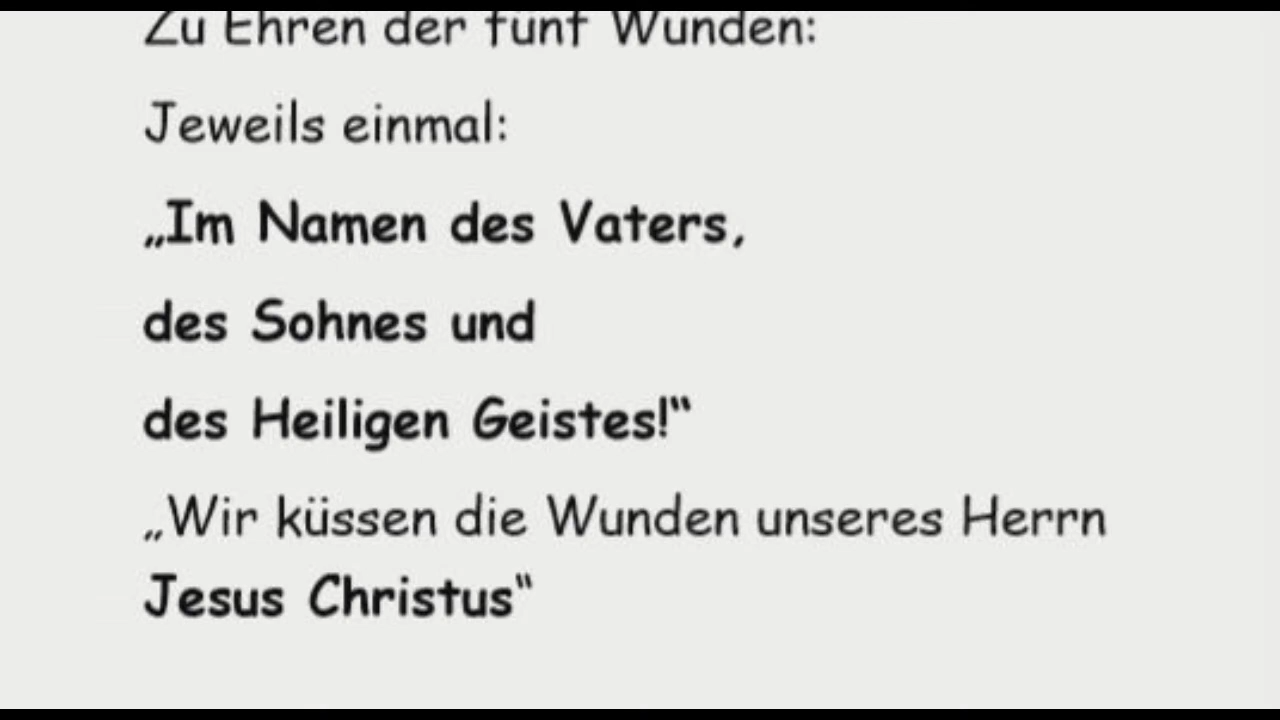 Zu Ehren der fünf Wunden:
Jeweils einmal:
„Im Namen des Vaters,
des Sohnes und
des Heiligen Geistes!“
„Wir küssen die Wunden unseres Herrn
Jesus Christus“